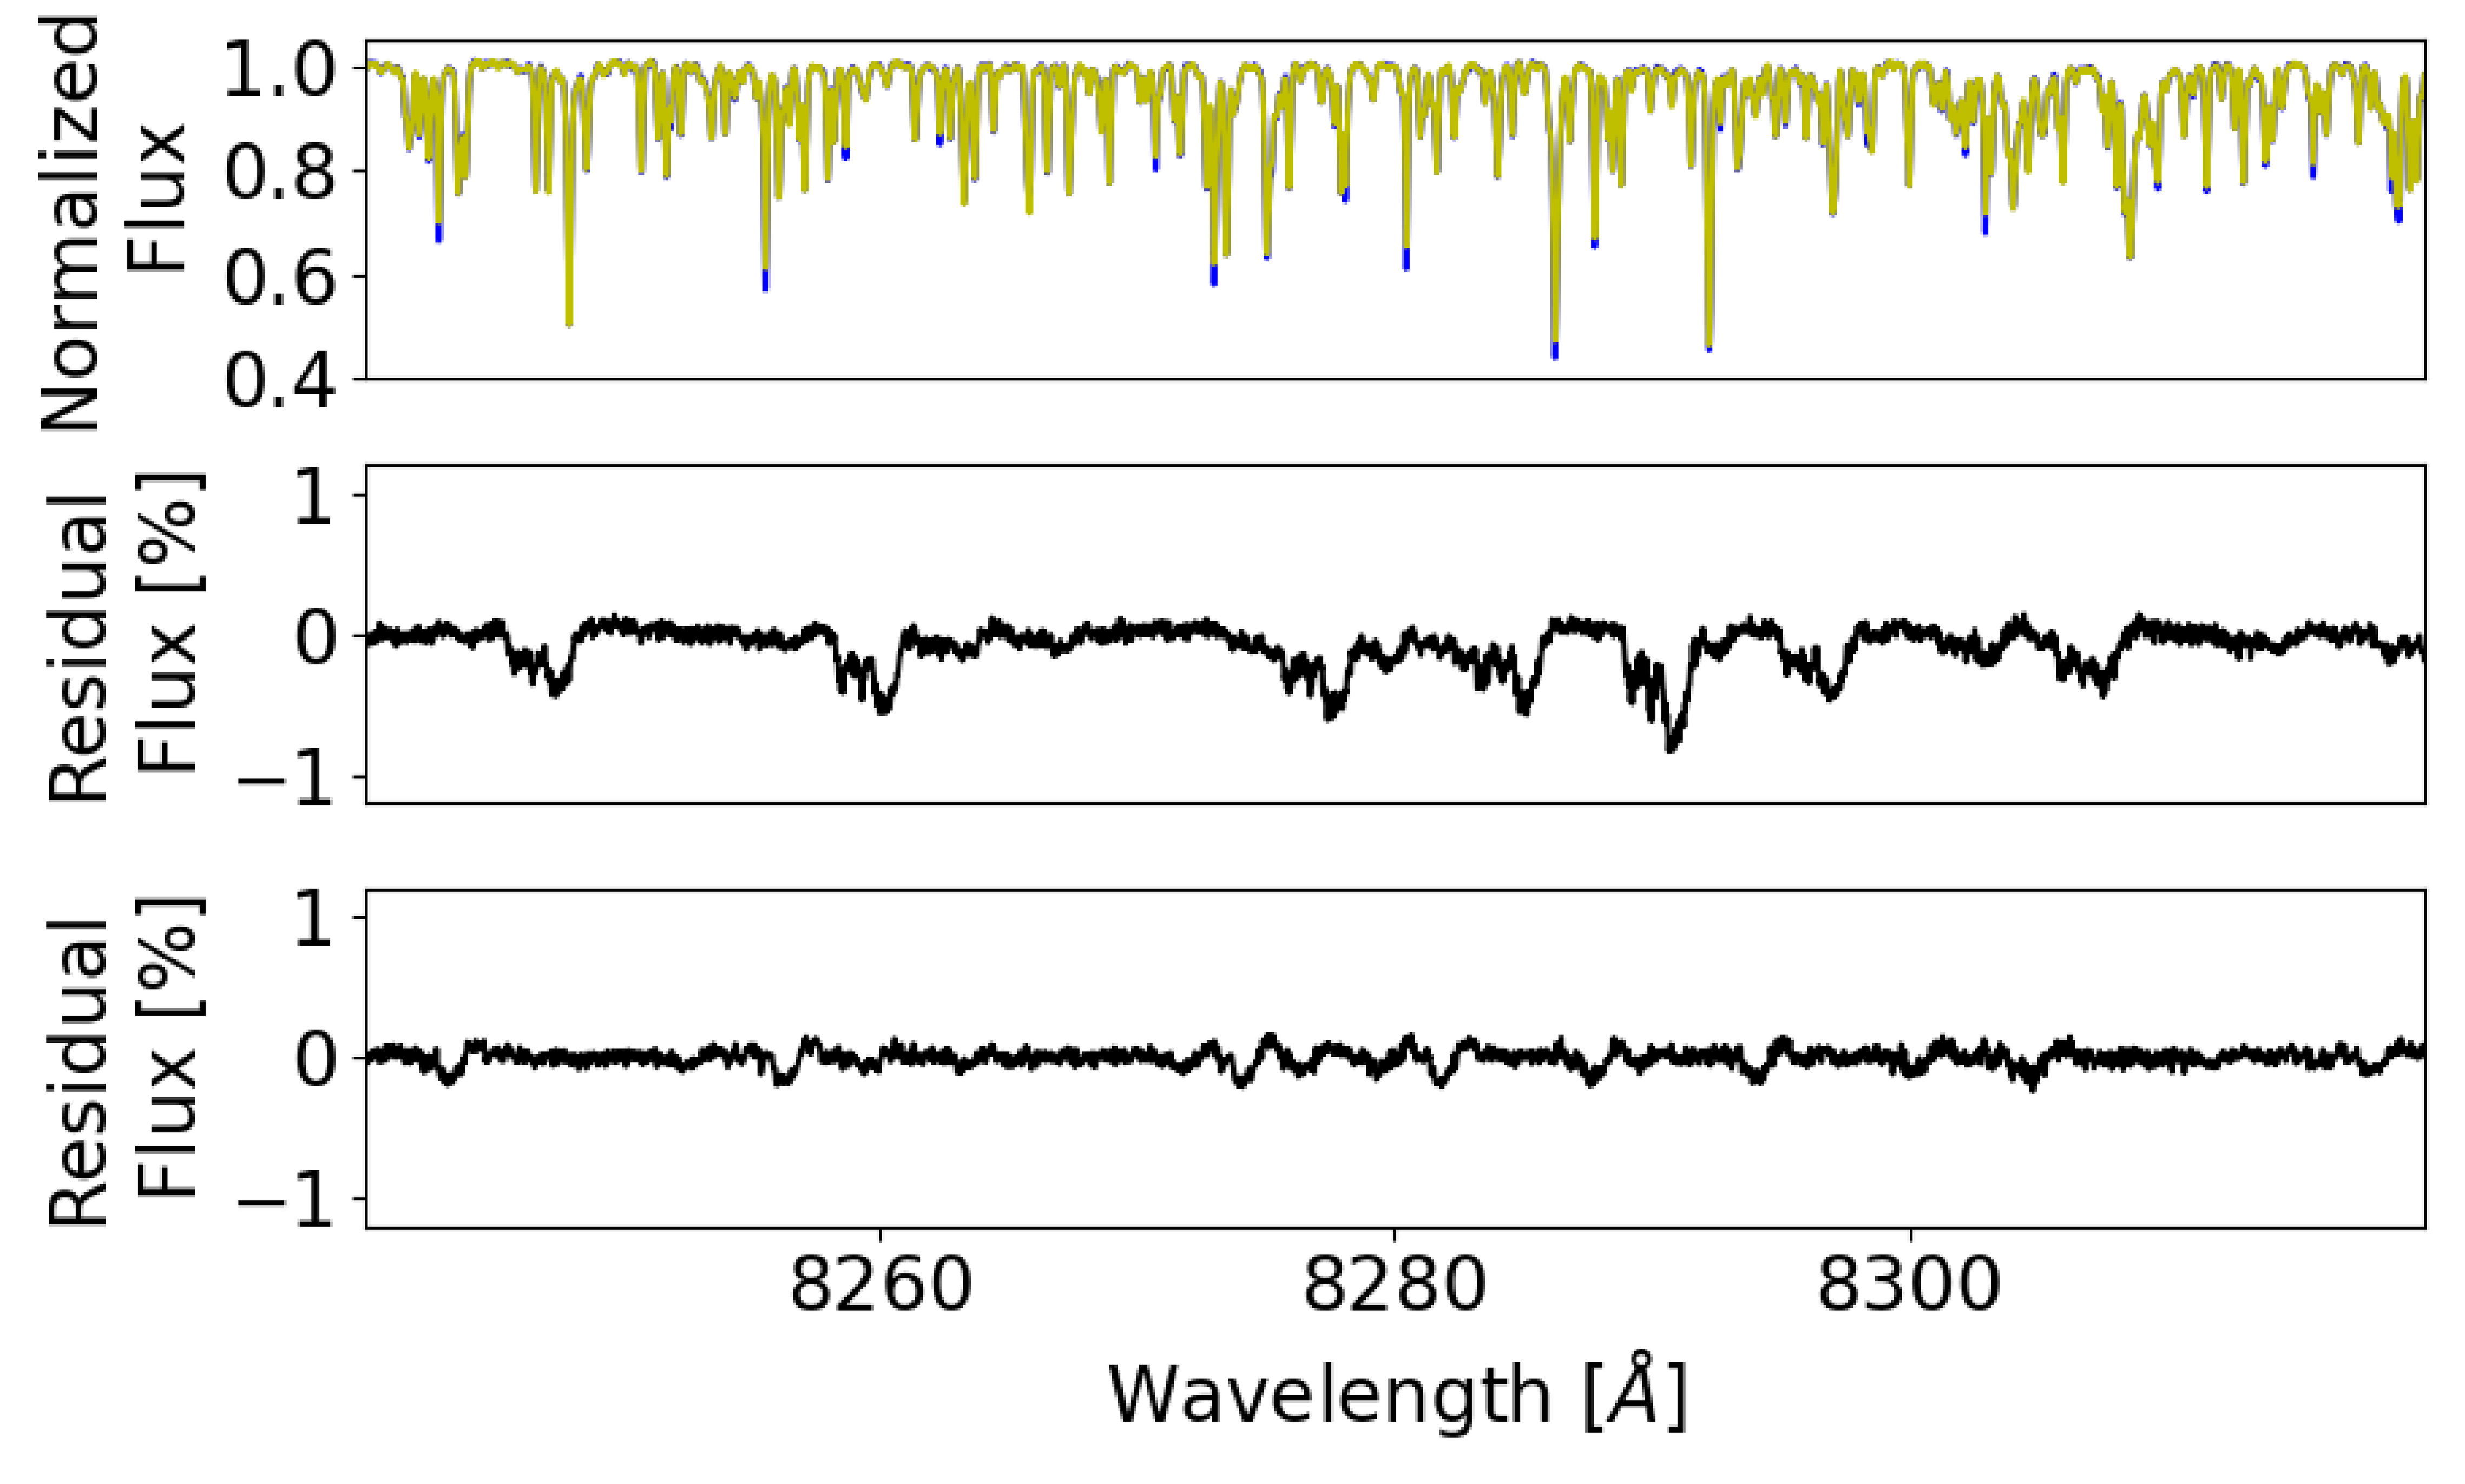 Normalized
Flux
1.0
0.8
0.6
0.4
Residual
Flux [%]
1
0
−1
Residual
Flux [%]
1
0
−1
8260 8280 8300
Wavelength [Å]